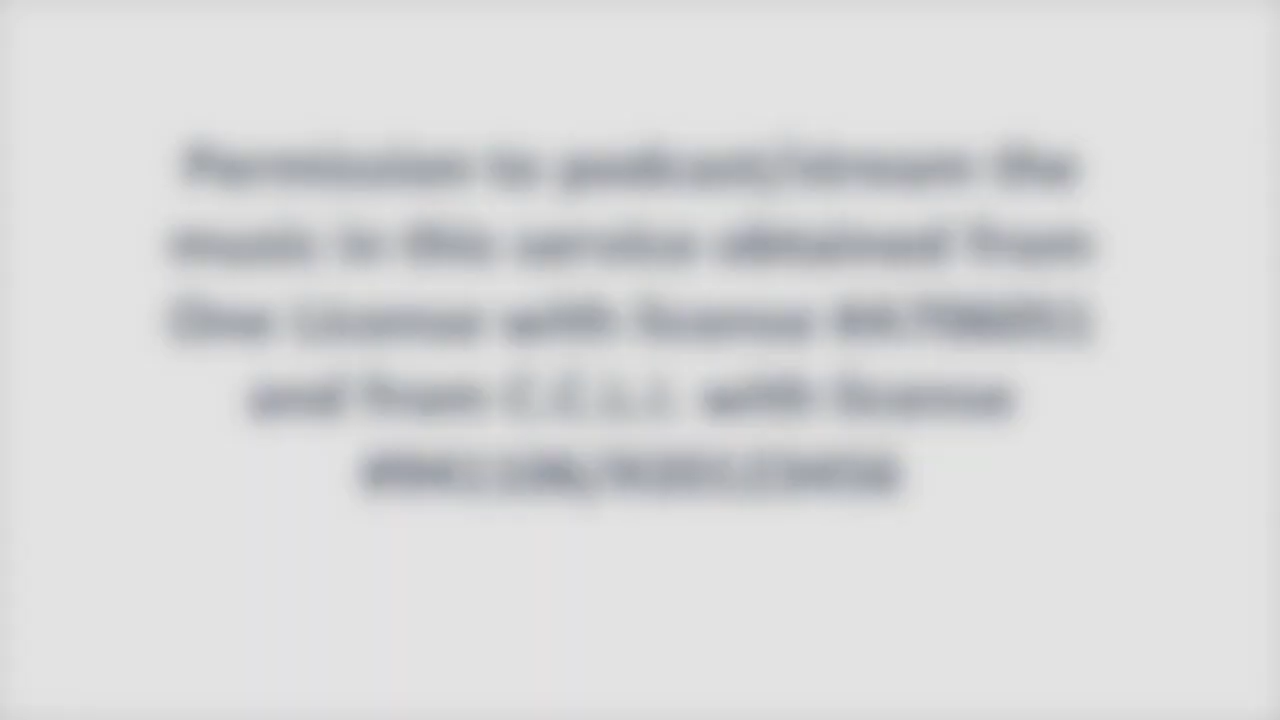 Permission to podcast/stream the
music in this service obtained from
One License with license
and from C.C.L.I. with license